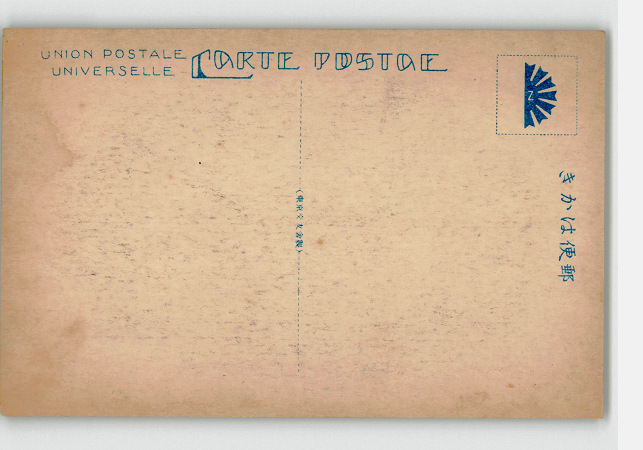 UNION POSTALE
UNIVERSELLE
CARTE POSTALE
Z
きかは便郵